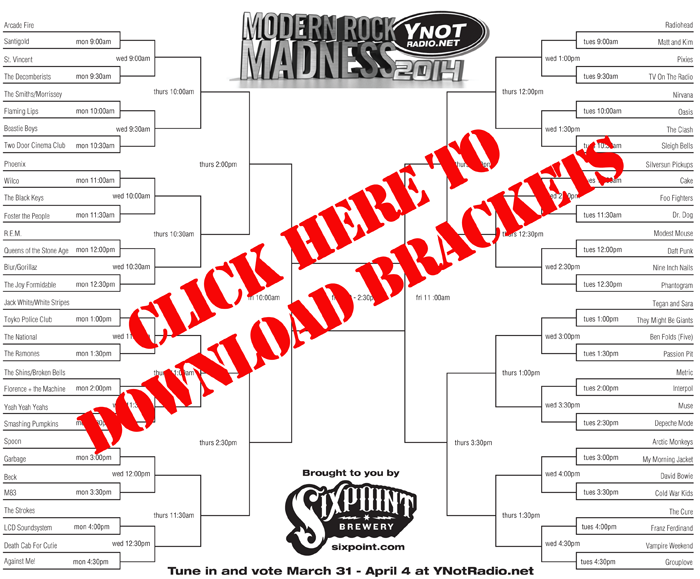 MODERN ROCK
MADNESS
YNOT
RADIO.NET
2014
Arcade Fire
Santigold
mon 9:00am
St. Vincent
wed 9:00am
The Decemberists
mon 9:30am
thurs 10:00am
The Smiths/Morrissey
Flaming Lips
mon 10:00am
Beastie Boys
wed 9:30am
Two Door Cinema Club
mon 10:30am
thurs 2:00pm
Phoenix
Wilco
mon 11:00am
The Black Keys
wed 10:00am
Foster the People
mon 11:30am
thurs 10:30am
R.E.M.
Queens of the Stone Age
mon 12:00pm
Blur/Gorillaz
wed 10:30am
The Joy Formidable
mon 12:30pm
fri 10:00am
Jack White/White Stripes
Toyko Police Club
mon 1:00pm
The National
The Ramones
mon 1:30pm
The Shins/Broken Bells
Florence + the Machine
mon 2:00pm
Yeah Yeah Yeahs
Smashing Pumkins
thurs 2:30pm
Spoon
Garbage
mon 3:00pm
Beck
wed 12:00pm
M83
mon 3:30pm
thurs 11:30am
The Strokes
LCD Soundsystem
mon 4:00pm
Death Cab For Cutie
wed 12:30pm
Against Me!
mon 4:30pm
Radiohead
tues 9:00am
Matt and Kim
wed 1:00pm
Pixies
tues 9:30am
TV On The Radio
thurs 12:00pm
Nirvana
tues 10:00am
Oasis
wed 1:30pm
The Clash
Sleigh Bells
Silversun Pickups
Cake
Foo Fighters
tues 11:30am
Dr. Dog
thurs 12:30pm
Modest Mouse
tues 12:00pm
Daft Punk
wed 2:30pm
Nine Inch Nails
tues 12:30pm
Phantogram
2:30p
fri 11:00am
Tegan and Sara
tues 1:00pm
They Might Be Giants
wed 3:00pm
Ben Folds (Five)
tues 1:30pm
Passion Pit
thurs 1:00pm
Metric
tues 2:00pm
Interpol
wed 3:30pm
Muse
tues 2:30pm
Depeche Mode
thurs 3:30pm
Arctic Monkeys
tues 3:00pm
My Morning Jacket
wed 4:00pm
David Bowie
tues 3:30pm
Cold War Kids
thurs 1:30pm
The Cure
tues 4:00pm
Franz Ferdinand
wed 4:30pm
Vampire Weekend
tues 4:30pm
Grouplove
CLICK HERE TO
DOWNLOAD BRACKETS
Brought to you by
SIXPOINT
BREWERY
sixpoint.com
Tune in and vote March 31 - April 4 at YNotRadio.net